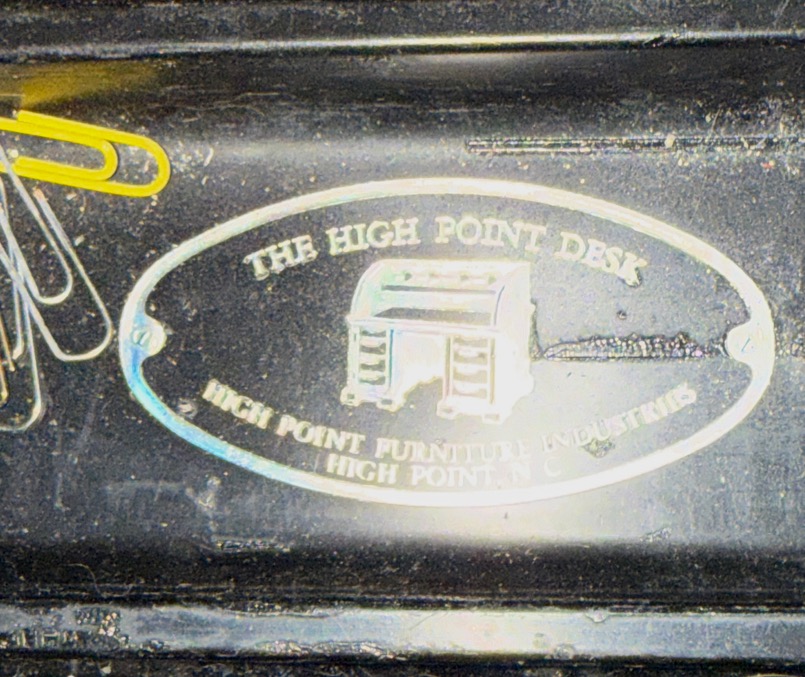 THE HIGH POINT DESK
HIGH POINT FURNITURE INDUSTRIES
HIGH POINT, N C